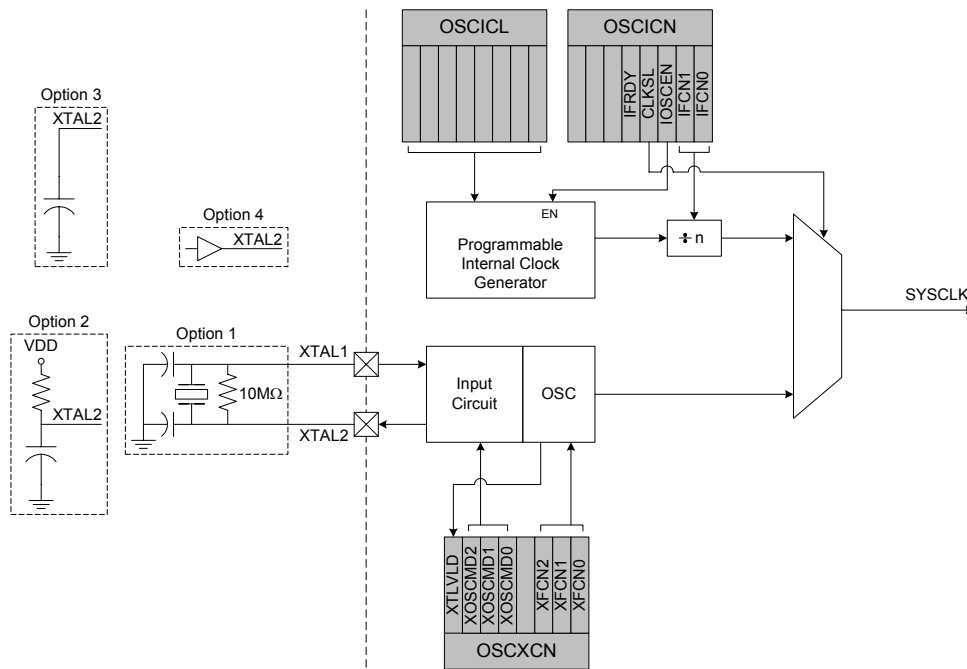 OSCICL
OSCICN
IFRDY
CLKSL
IOSCEN
IFCN1
IFCN0
Option 3
XTAL2
Option 4
XTAL2
EN
Programmable
Internal Clock
Generator
÷ n
SYSCLK
Option 2
VDD
XTAL2
Option 1
10MΩ
XTAL1
XTAL2
Input
Circuit
OSC
XTLVLD
XOSCMD2
XOSCMD1
XOSCMD0
XFCN2
XFCN1
XFCN0
OSCXCN